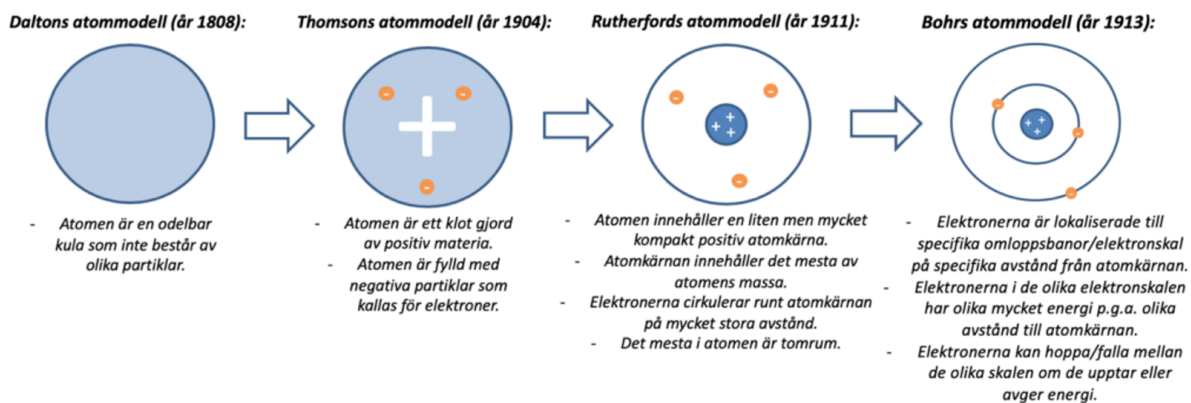 Daltons atommodell (år 1808):
- Atomen är en odelbar
kula som inte består av
olika partiklar.
Thomsons atommodell (år 1904):
- - -
+
- Atomen är ett klot gjord
av positiv materia.
- Atomen är fylld med
negativa partiklar som
kallas för elektroner.
Rutherfords atommodell (år 1911):
- - -
+ + +
- Atomen innehåller en liten men mycket
kompakt positiv atomkärna.
- Atomkärnan innehåller det mesta av
atomens massa.
- Elektronerna cirkulerar runt atomkärnan
på mycket stora avstånd.
- Det mesta i atomen är tomrum.
Bohrs atommodell (år 1913):
- - -
+ + +
- Elektronerna är lokaliserade till
specifika omloppsbanor/elektronskal
på specifika avstånd från atomkärnan.
- Elektronerna i de olika elektronskalen
har olika mycket energi p.g.a. olika
avstånd till atomkärnan.
- Elektronerna kan hoppa/falla mellan
de olika skalen om de upptar eller
avger energi.